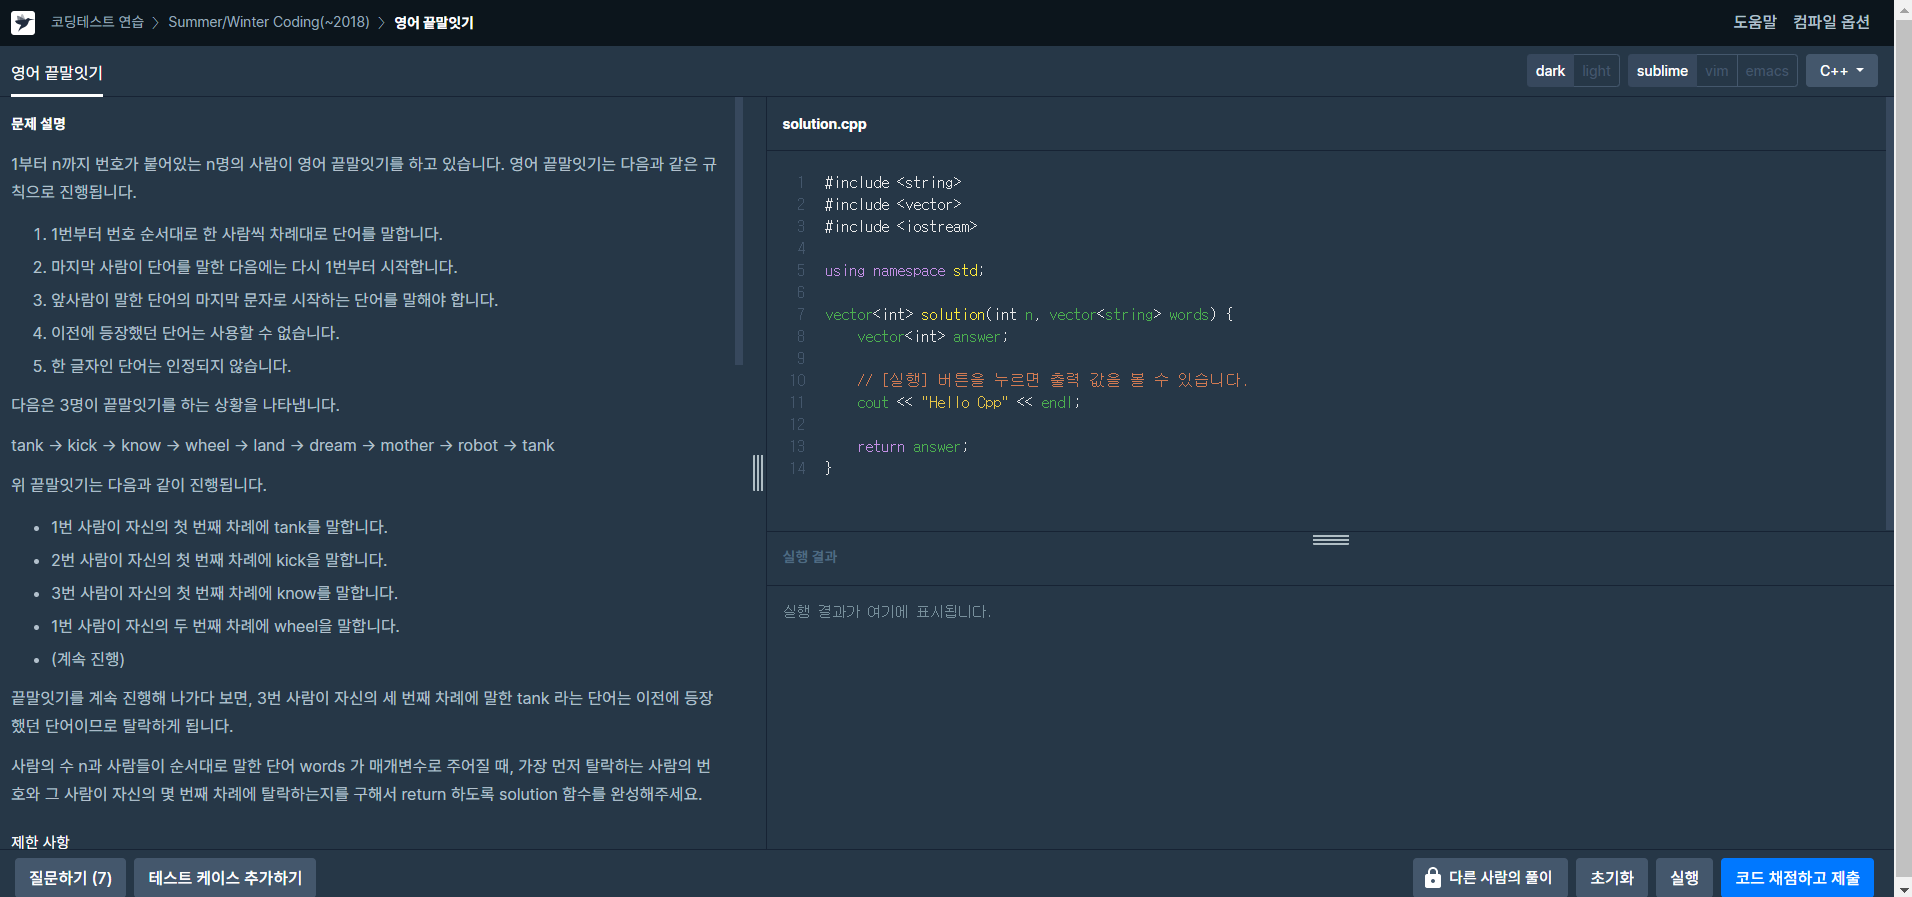 코딩테스트 연습 > Summer/Winter Coding(~2018) > 영어 끝말잇기
도움말 컴파일 옵션
영어 끝말잇기
dark light sublime vim emacs C++
문제 설명
1부터 n까지 번호가 붙어있는 n명의 사람이 영어 끝말잇기를 하고 있습니다. 영어 끝말잇기는 다음과 같은 규
칙으로 진행됩니다.
1. 1번부터 번호 순서대로 한 사람씩 차례대로 단어를 말합니다.
2. 마지막 사람이 단어를 말한 다음에는 다시 1번부터 시작합니다.
3. 앞사람이 말한 단어의 마지막 문자로 시작하는 단어를 말해야 합니다.
4. 이전에 등장했던 단어는 사용할 수 없습니다.
5. 한 글자인 단어는 인정되지 않습니다.
다음은 3명이 끝말잇기를 하는 상황을 나타냅니다.
tank → kick → know → wheel → land → dream → mother → robot → tank
위 끝말잇기는 다음과 같이 진행됩니다.
• 1번 사람이 자신의 첫 번째 차례에 tank를 말합니다.
• 2번 사람이 자신의 첫 번째 차례에 kick을 말합니다.
• 3번 사람이 자신의 첫 번째 차례에 know를 말합니다.
• 1번 사람이 자신의 두 번째 차례에 wheel을 말합니다.
• (계속 진행)
끝말잇기를 계속 진행해 나가다 보면, 3번 사람이 자신의 세 번째 차례에 말한 tank 라는 단어는 이전에 등장
했던 단어이므로 탈락하게 됩니다.
사람의 수 n과 사람들이 순서대로 말한 단어 words 가 매개변수로 주어질 때, 가장 먼저 탈락하는 사람의 번
호와 그 사람이 자신의 몇 번째 차례에 탈락하는지를 구해서 return 하도록 solution 함수를 완성해주세요.
제한 사항
solution.cpp
1 #include <string>
2 #include <vector>
3 #include <iostream>
4
5 using namespace std;
6
7 vector<int> solution(int n, vector<string> words) {
8     vector<int> answer;
9
10     // [실행] 버튼을 누르면 출력 값을 볼 수 있습니다.
11     cout << "Hello Cpp" << endl;
12
13     return answer;
14 }
실행 결과
실행 결과가 여기에 표시됩니다.
질문하기 (7) 테스트 케이스 추가하기 다른 사람의 풀이 초기화 실행 코드 채점하고 제출